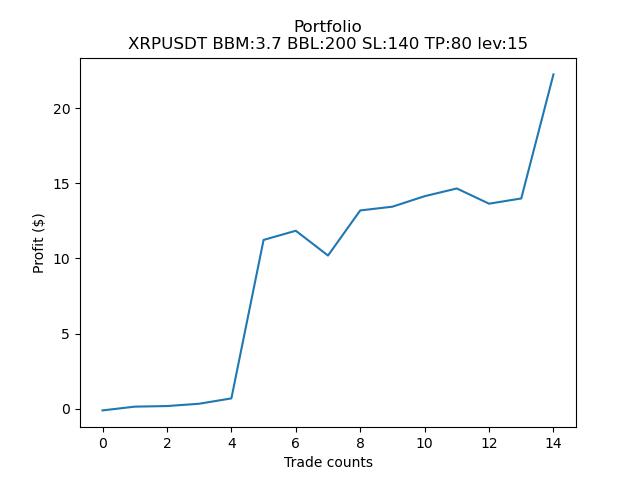 Portfolio
XRPUSDT BBM:3.7 BBL:200 SL:140 TP:80 lev:15
20
15
10
5
0
Profit ($)
0 2 4 6 8 10 12 14
Trade counts